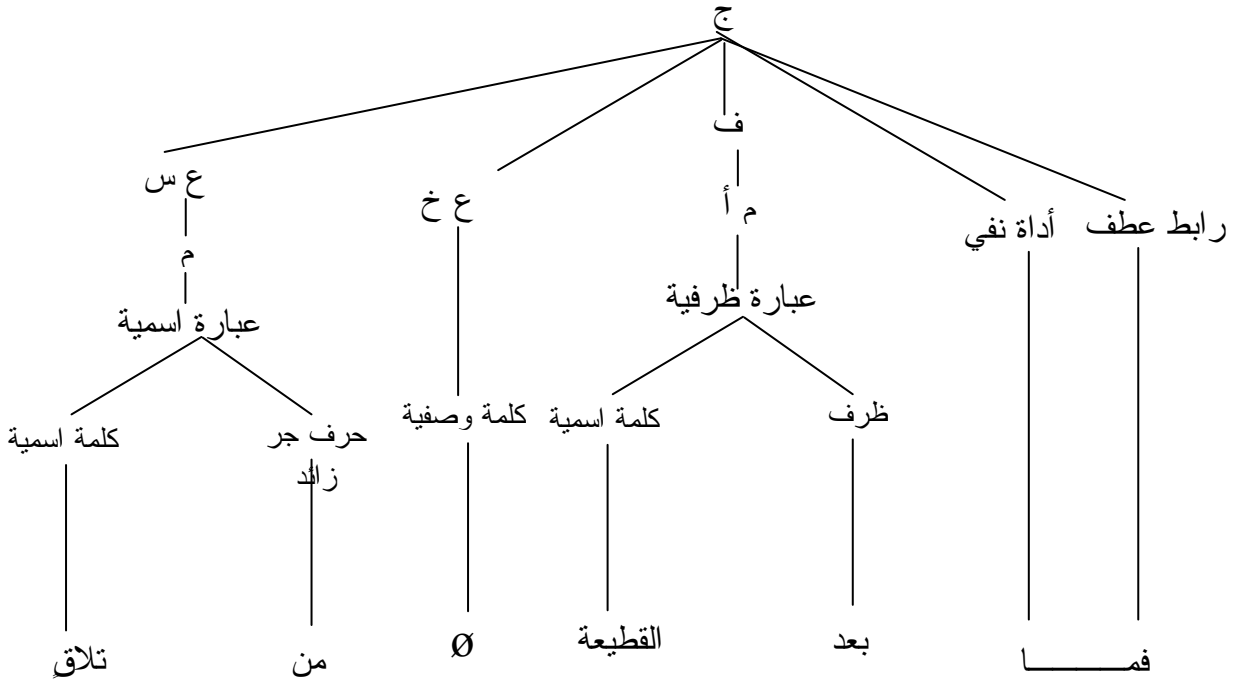 ج
ف
ع س
ع خ
م أ
رابط عطف
أداة نفي
م
عبارة ظرفية
عبارة اسمية
ظرف
كلمة اسمية
كلمة وصفية
حرف جر
زائد
كلمة اسمية
فمـــــــا
بعد
القطيعة
Ø
من
تلاقٍ